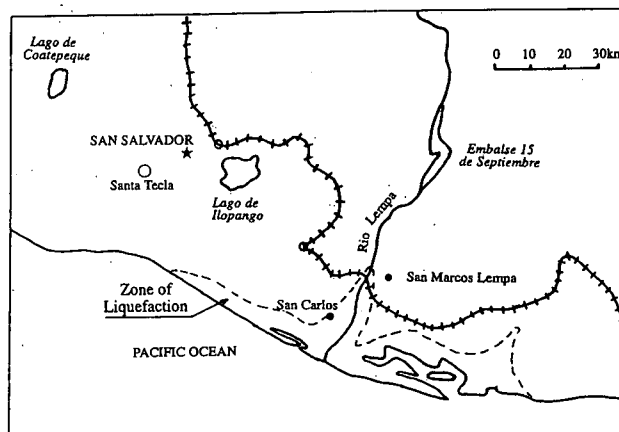 Lago de
Coatepeque
0 10 20 30km
SAN SALVADOR
Santa Tecla
Embalse 15
de Septiembre
Lago de
Ilopango
Rio Lempa
San Marcos Lempa
Zone of
Liquefaction
San Carlos
PACIFIC OCEAN